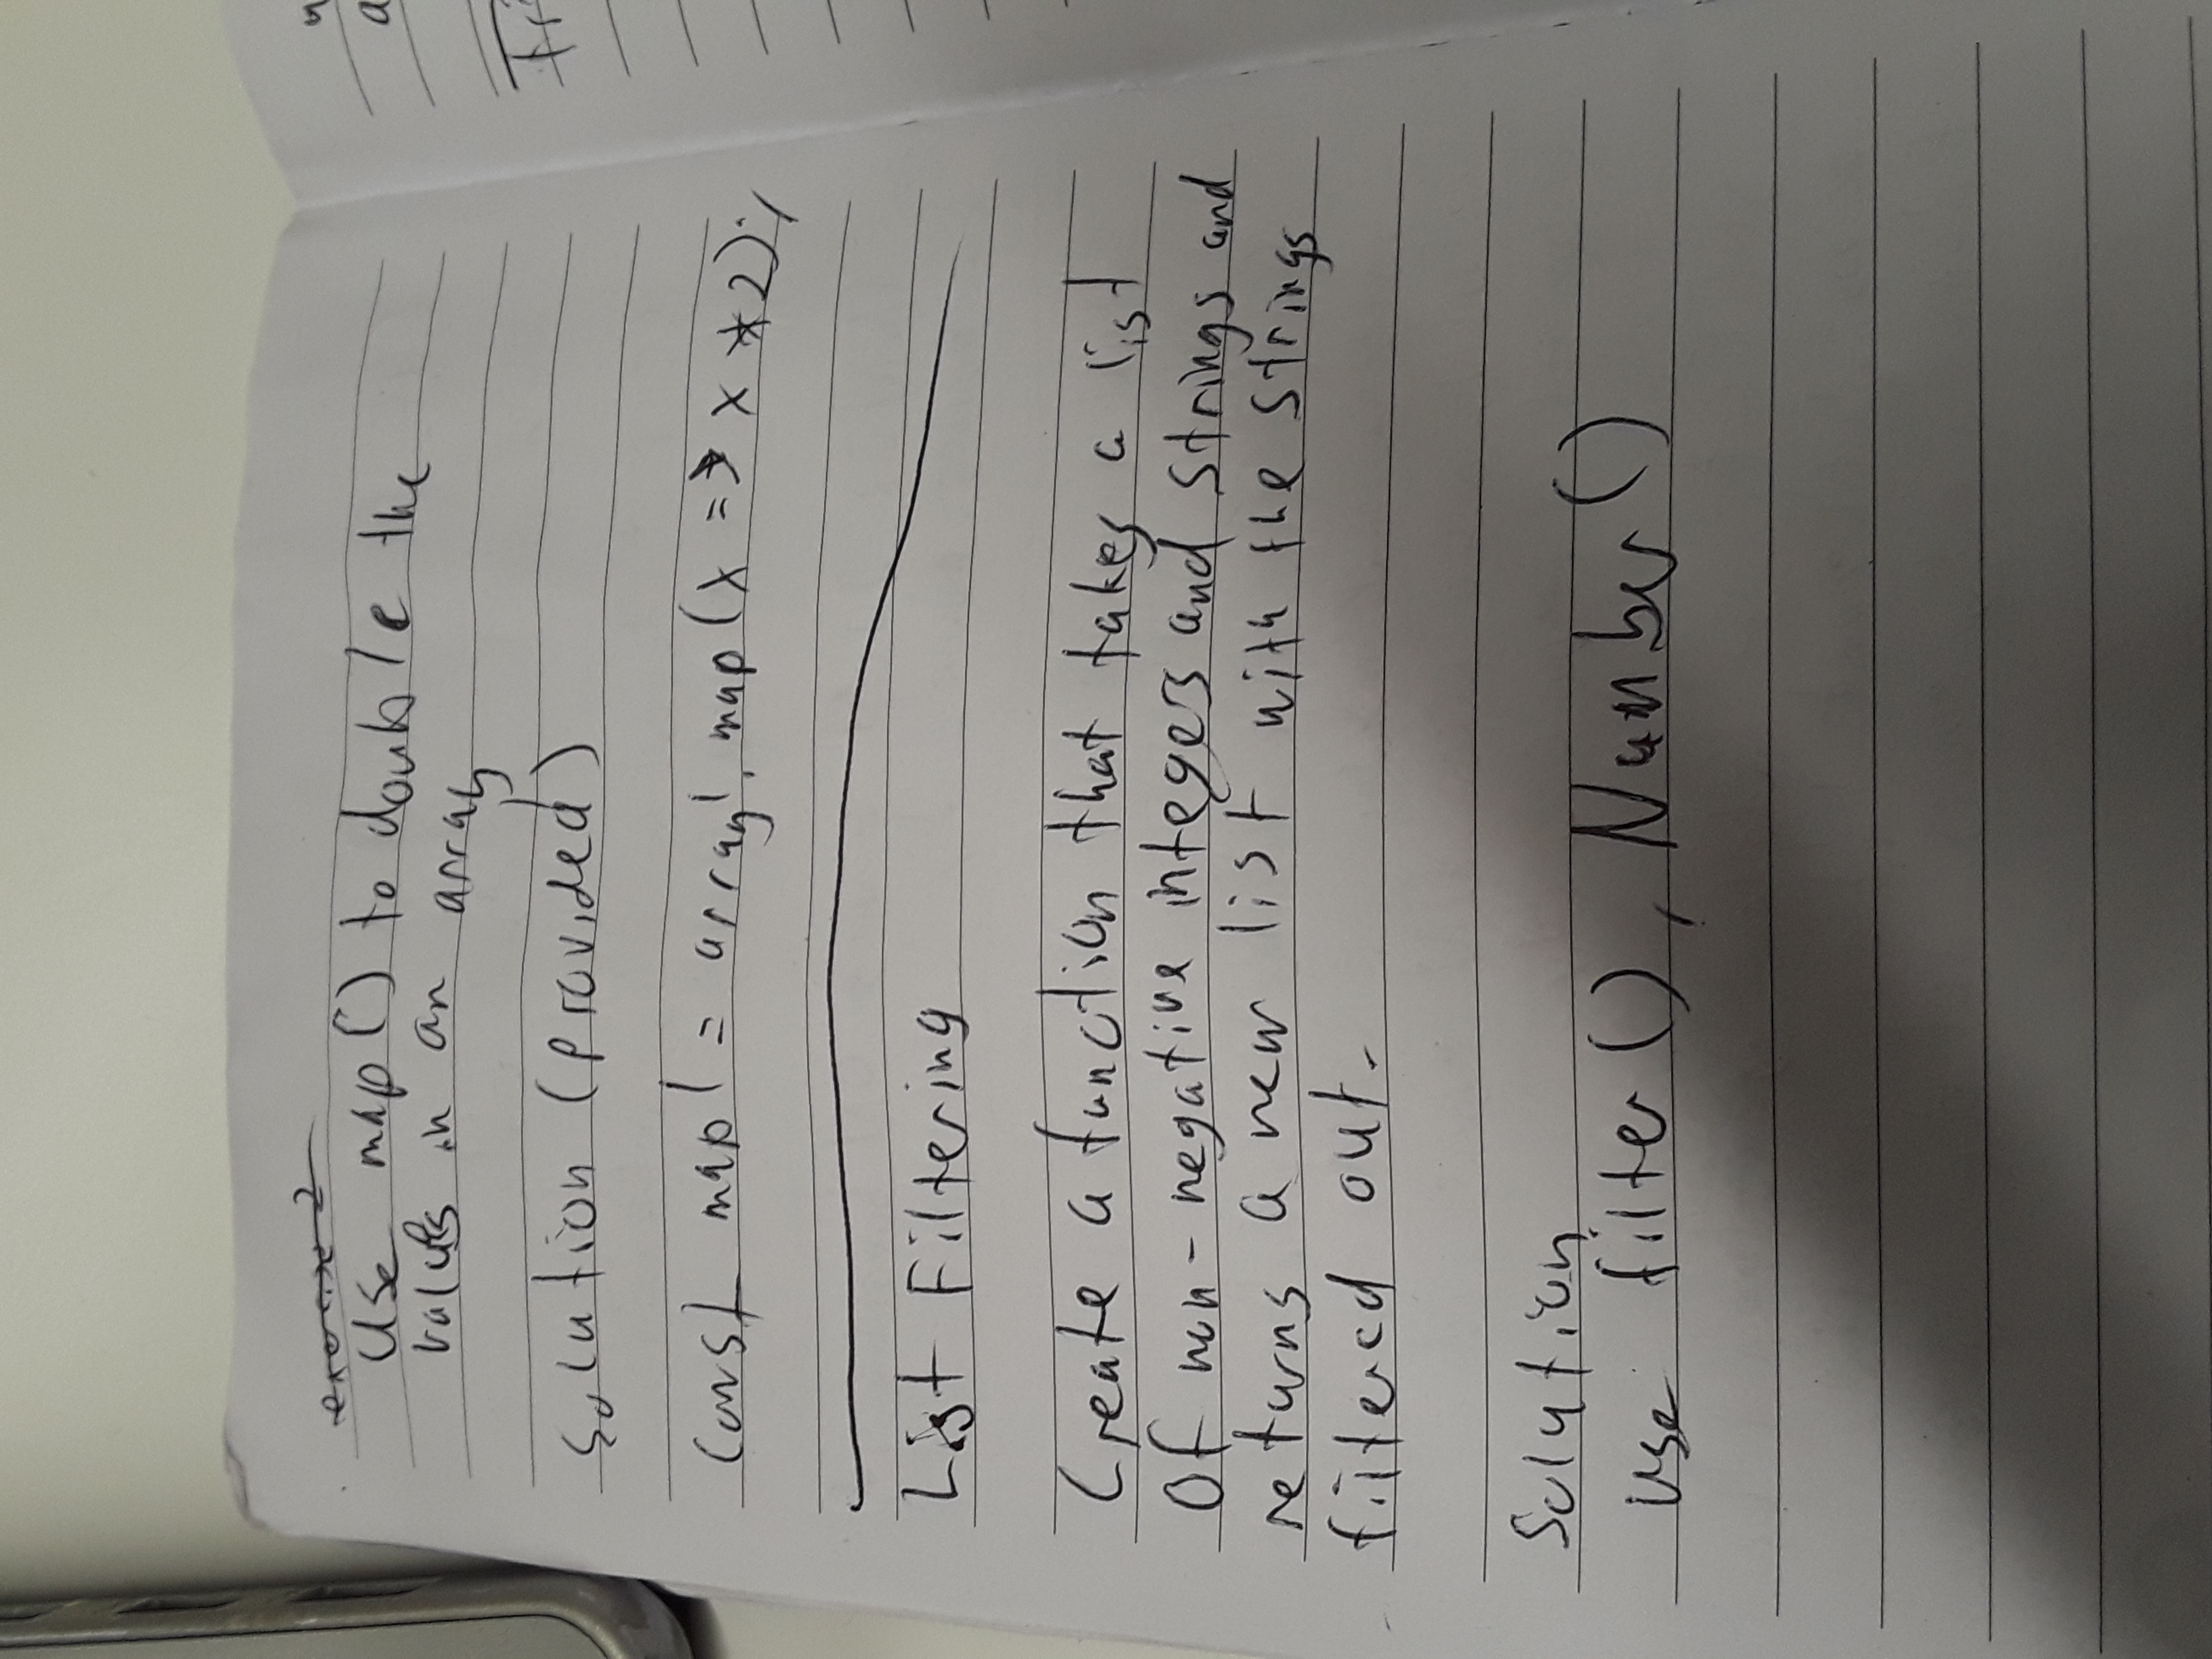 exercise 2
Use map() to double the
values in an array
Solution (provided)
const map1 = array1.map(x => x * 2);
List Filtering
Create a function that takes a list
of non-negative integers and strings and
returns a new list with the strings
filtered out.
Solution
use filter(), Number()